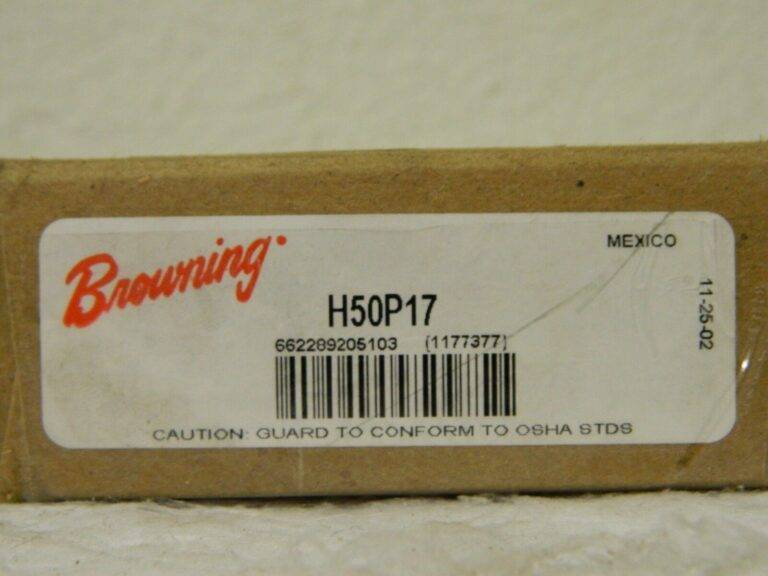 Browning
MEXICO
H50P17
11-25-02
662289205103 (1177377)
CAUTION: GUARD TO CONFORM TO OSHA STDS